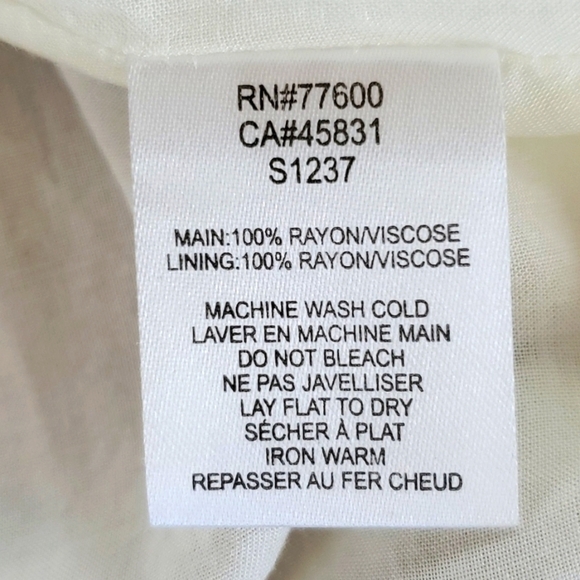 RN#77600
CA#45831
S1237
MAIN:100% RAYON/VISCOSE
LINING:100% RAYON/VISCOSE
MACHINE WASH COLD
LAVER EN MACHINE MAIN
DO NOT BLEACH
NE PAS JAVELLISER
LAY FLAT TO DRY
SÉCHER À PLAT
IRON WARM
REPASSER AU FER CHEUD